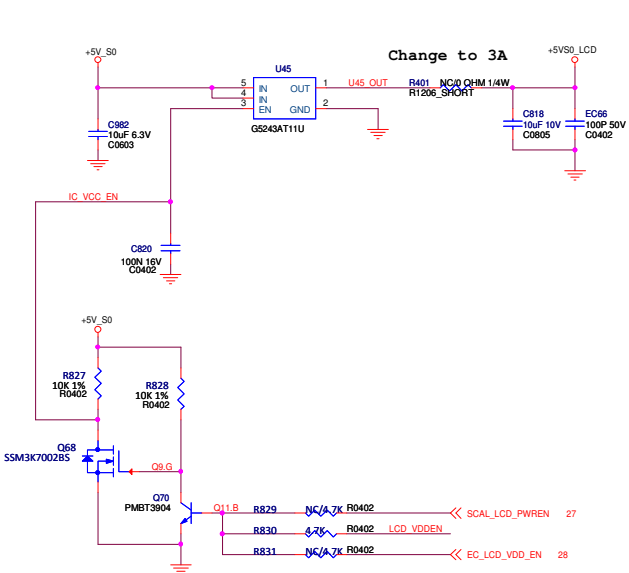 Change to 3A
+5V_S0
+5VS0_LCD
U45
5 IN OUT 1
4 IN
3 EN GND 2
G5243AT11U
U45 OUT
R401 NC/0 OHM 1/4W
R1206_SHORT
C982
10uF 6.3V
C0603
C818
10uF 10V
C0805
EC66
100P 50V
C0402
IC_VCC_EN
C820
100N 16V
C0402
+5V_S0
R827
10K 1%
R0402
R828
10K 1%
R0402
Q68
SSM3K7002BS
Q9.G
Q70
PMBT3904
Q11.B
R829 NC/4.7K R0402 SCAL_LCD_PWREN 27
R830 4.7K R0402 LCD_VDDEN
R831 NC/4.7K R0402 EC_LCD_VDD_EN 28